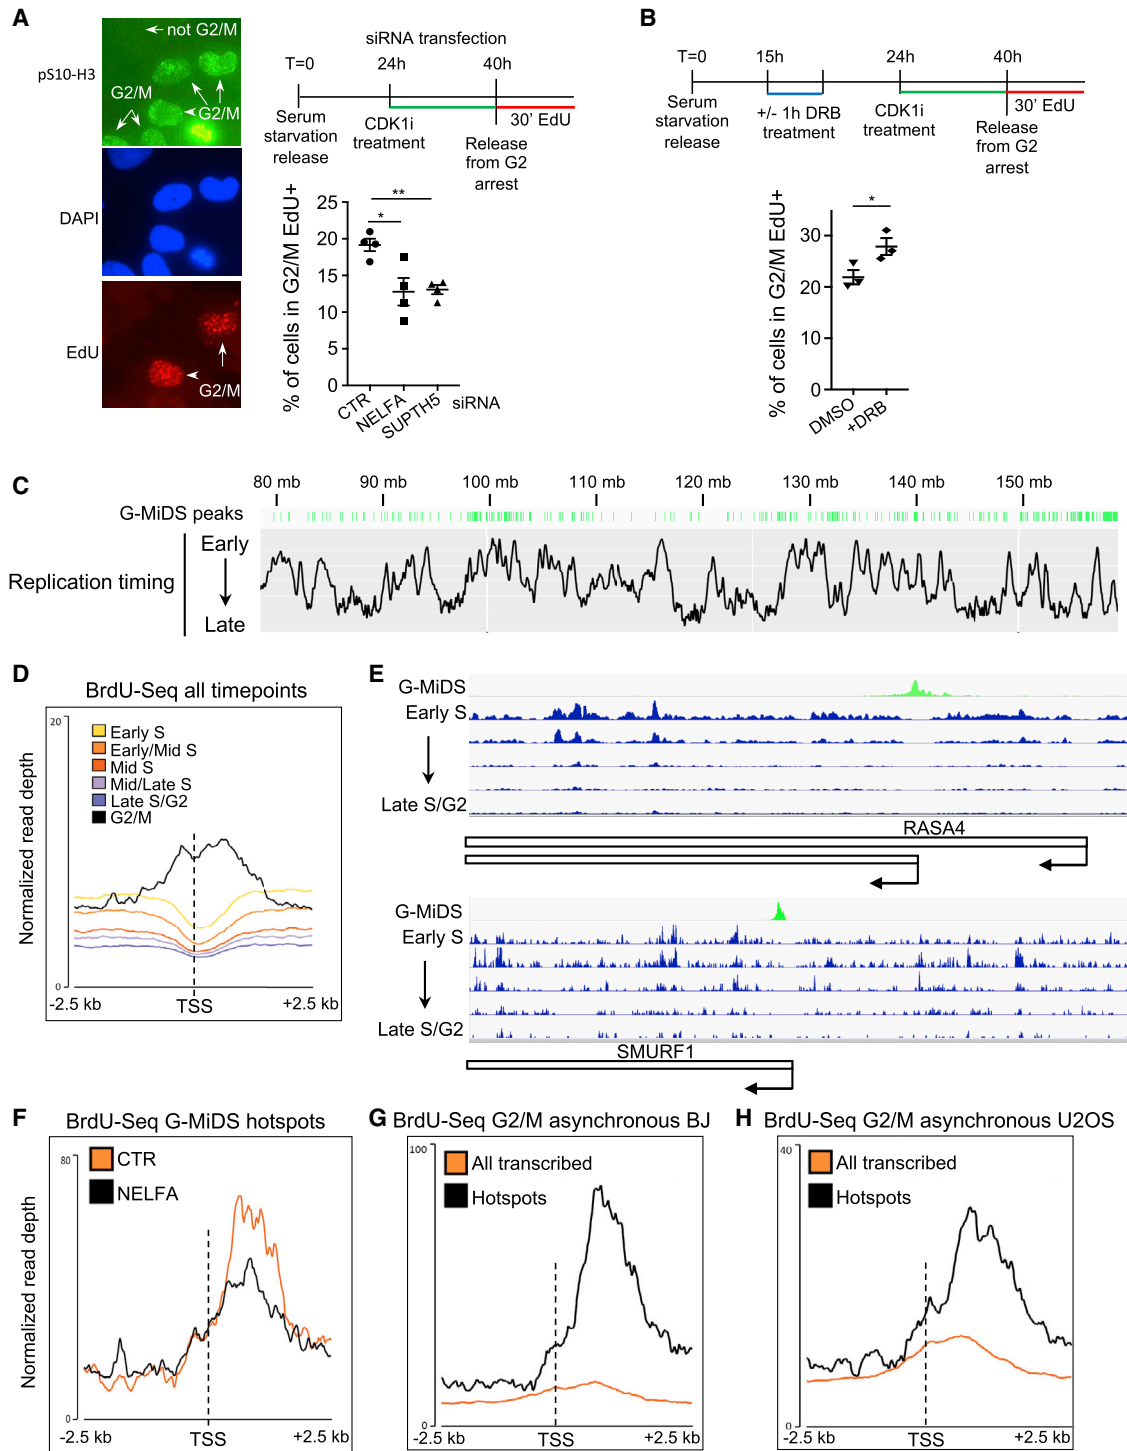 A
pS10-H3
not G2/M
G2/M
G2/M
DAPI
EdU
G2/M
siRNA transfection
T=0
24h
40h
Serum
starvation
release
CDK1i
treatment
30' EdU
Release
from G2
arrest
% of cells in G2/M EdU+
25
20
15
10
5
0
**
*
CTR
NELFA
SUPTH5
siRNA
B
T=0
15h
24h
40h
Serum
starvation
release
+/- 1h DRB
treatment
CDK1i
treatment
30' EdU
Release
from G2
arrest
% of cells in G2/M EdU+
30
20
10
0
*
DMSO
+DRB
C
80 mb
90 mb
100 mb
110 mb
120 mb
130 mb
140 mb
150 mb
G-MiDS peaks
Replication timing
Early
Late
D
BrdU-Seq all timepoints
Normalized read depth
20
0
Early S
Early/Mid S
Mid S
Mid/Late S
Late S/G2
G2/M
-2.5 kb
TSS
+2.5 kb
E
G-MiDS
Early S
Late S/G2
RASA4
G-MiDS
Early S
Late S/G2
SMURF1
F
BrdU-Seq G-MiDS hotspots
Normalized read depth
80
0
CTR
NELFA
-2.5 kb
TSS
+2.5 kb
G
BrdU-Seq G2/M asynchronous BJ
100
0
All transcribed
Hotspots
-2.5 kb
TSS
+2.5 kb
H
BrdU-Seq G2/M asynchronous U2OS
40
0
All transcribed
Hotspots
-2.5 kb
TSS
+2.5 kb